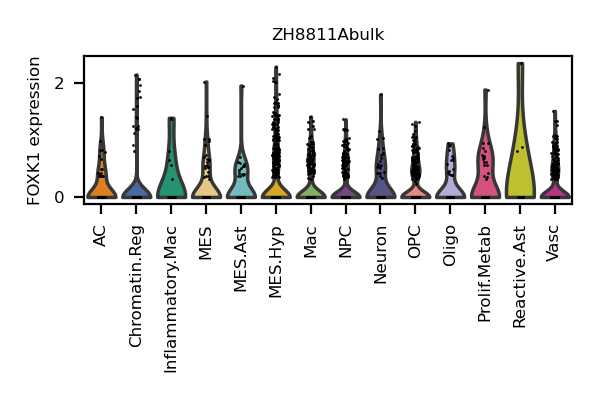 ZH8811Abulk
FOXK1 expression
2
0
AC
Chromatin.Reg
Inflammatory.Mac
MES
MES.Ast
MES.Hyp
Mac
NPC
Neuron
OPC
Oligo
Prolif.Metab
Reactive.Ast
Vasc